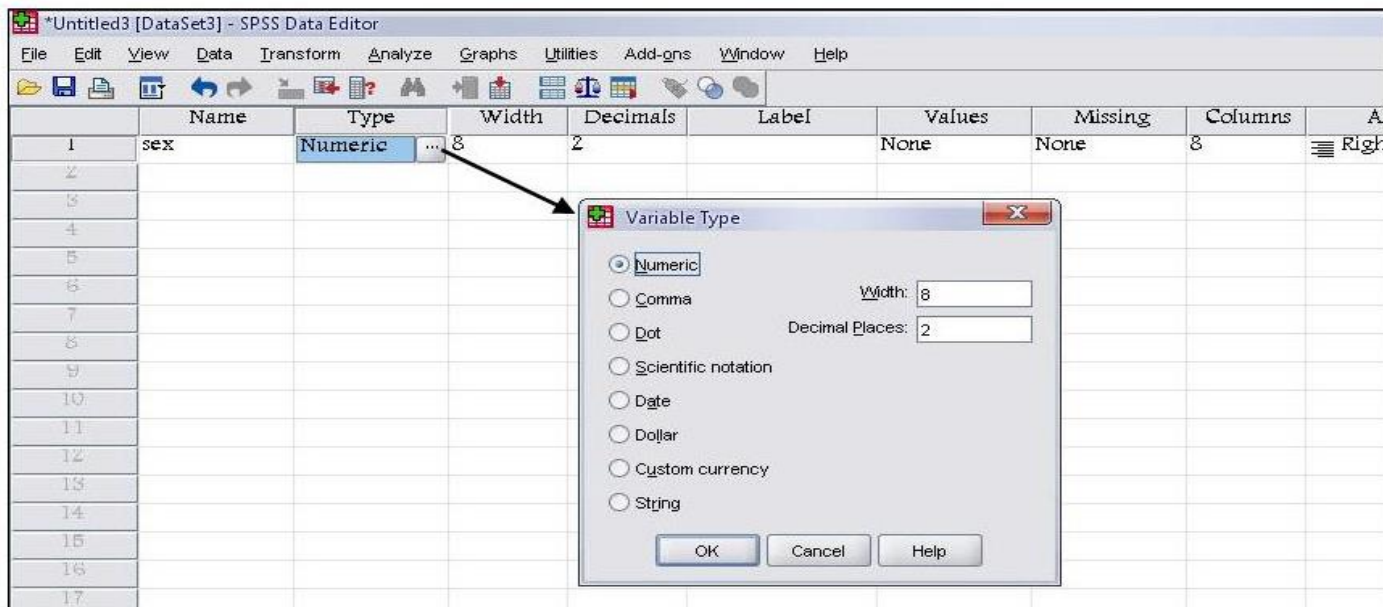 *Untitled3 [DataSet3] - SPSS Data Editor
File Edit View Data Transform Analyze Graphs Utilities Add-ons Window Help
Name Type Width Decimals Label Values Missing Columns A
1 sex Numeric ... 8 2 None None 8 Righ
2
3
4
5
6
7
8
9
10
11
12
13
14
15
16
17
Variable Type
Numeric
Comma
Dot
Scientific notation
Date
Dollar
Custom currency
String
Width: 8
Decimal Places: 2
OK Cancel Help